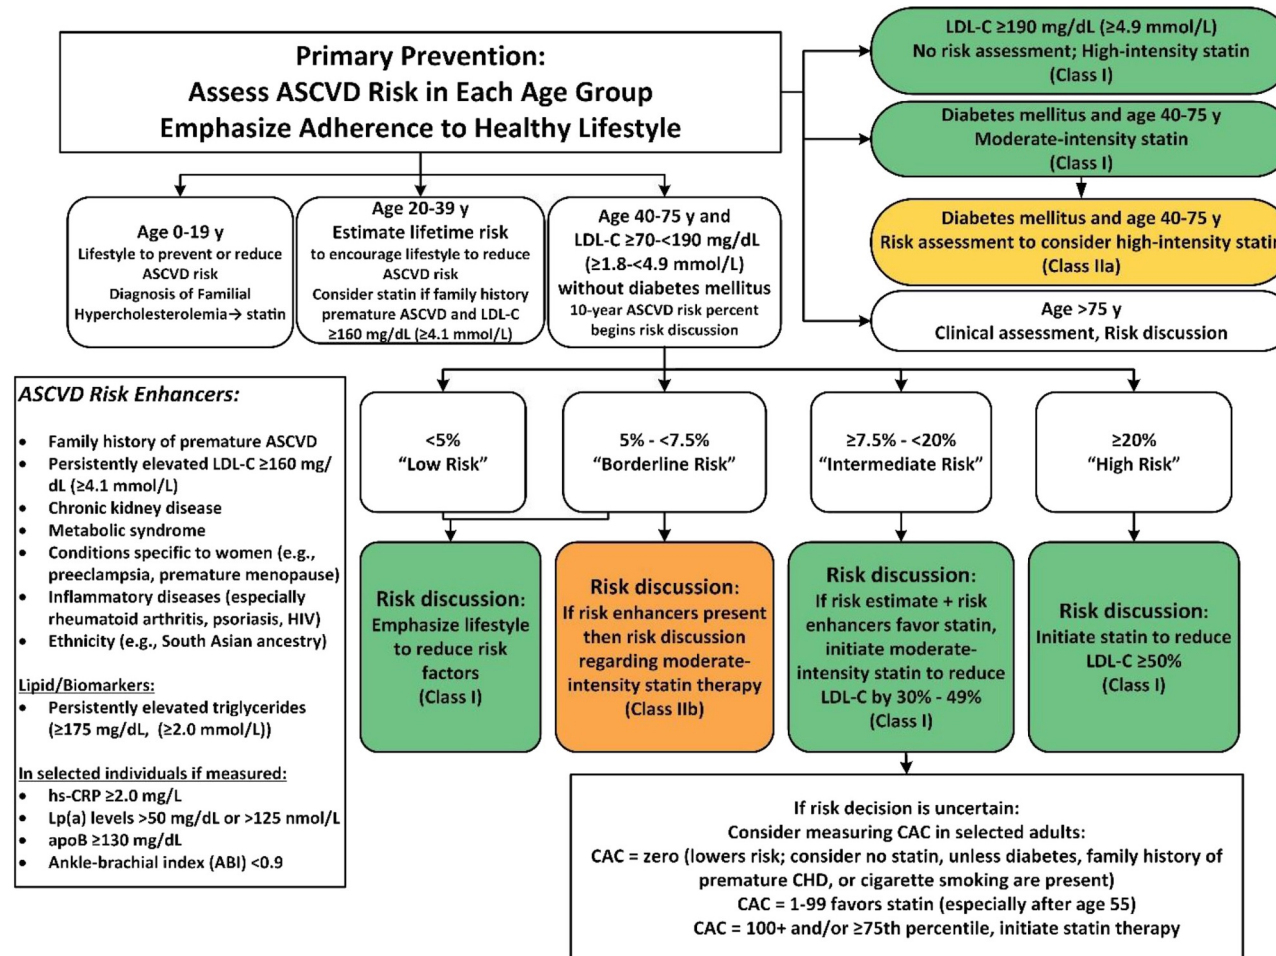 Primary Prevention:
Assess ASCVD Risk in Each Age Group
Emphasize Adherence to Healthy Lifestyle
LDL-C ≥190 mg/dL (≥4.9 mmol/L)
No risk assessment; High-intensity statin
(Class I)
Diabetes mellitus and age 40-75 y
Moderate-intensity statin
(Class I)
Diabetes mellitus and age 40-75 y
Risk assessment to consider high-intensity statin
(Class IIa)
Age >75 y
Clinical assessment, Risk discussion
Age 0-19 y
Lifestyle to prevent or reduce
ASCVD risk
Diagnosis of Familial
Hypercholesterolemia→ statin
Age 20-39 y
Estimate lifetime risk
to encourage lifestyle to reduce
ASCVD risk
Consider statin if family history
premature ASCVD and LDL-C
≥160 mg/dL (≥4.1 mmol/L)
Age 40-75 y and
LDL-C ≥70-<190 mg/dL
(≥1.8-<4.9 mmol/L)
without diabetes mellitus
10-year ASCVD risk percent
begins risk discussion
<5%
“Low Risk”
5% - <7.5%
“Borderline Risk”
≥7.5% - <20%
“Intermediate Risk”
≥20%
“High Risk”
Risk discussion:
Emphasize lifestyle
to reduce risk
factors
(Class I)
Risk discussion:
If risk enhancers present
then risk discussion
regarding moderate-
intensity statin therapy
(Class IIb)
Risk discussion:
If risk estimate + risk
enhancers favor statin,
initiate moderate-
intensity statin to reduce
LDL-C by 30% - 49%
(Class I)
Risk discussion:
Initiate statin to reduce
LDL-C ≥50%
(Class I)
If risk decision is uncertain:
Consider measuring CAC in selected adults:
CAC = zero (lowers risk; consider no statin, unless diabetes, family history of
premature CHD, or cigarette smoking are present)
CAC = 1-99 favors statin (especially after age 55)
CAC = 100+ and/or ≥75th percentile, initiate statin therapy
ASCVD Risk Enhancers:
• Family history of premature ASCVD
• Persistently elevated LDL-C ≥160 mg/
dL (≥4.1 mmol/L)
• Chronic kidney disease
• Metabolic syndrome
• Conditions specific to women (e.g.,
preeclampsia, premature menopause)
• Inflammatory diseases (especially
rheumatoid arthritis, psoriasis, HIV)
• Ethnicity (e.g., South Asian ancestry)
Lipid/Biomarkers:
• Persistently elevated triglycerides
(≥175 mg/dL, (≥2.0 mmol/L))
In selected individuals if measured:
• hs-CRP ≥2.0 mg/L
• Lp(a) levels >50 mg/dL or >125 nmol/L
• apoB ≥130 mg/dL
• Ankle-brachial index (ABI) <0.9